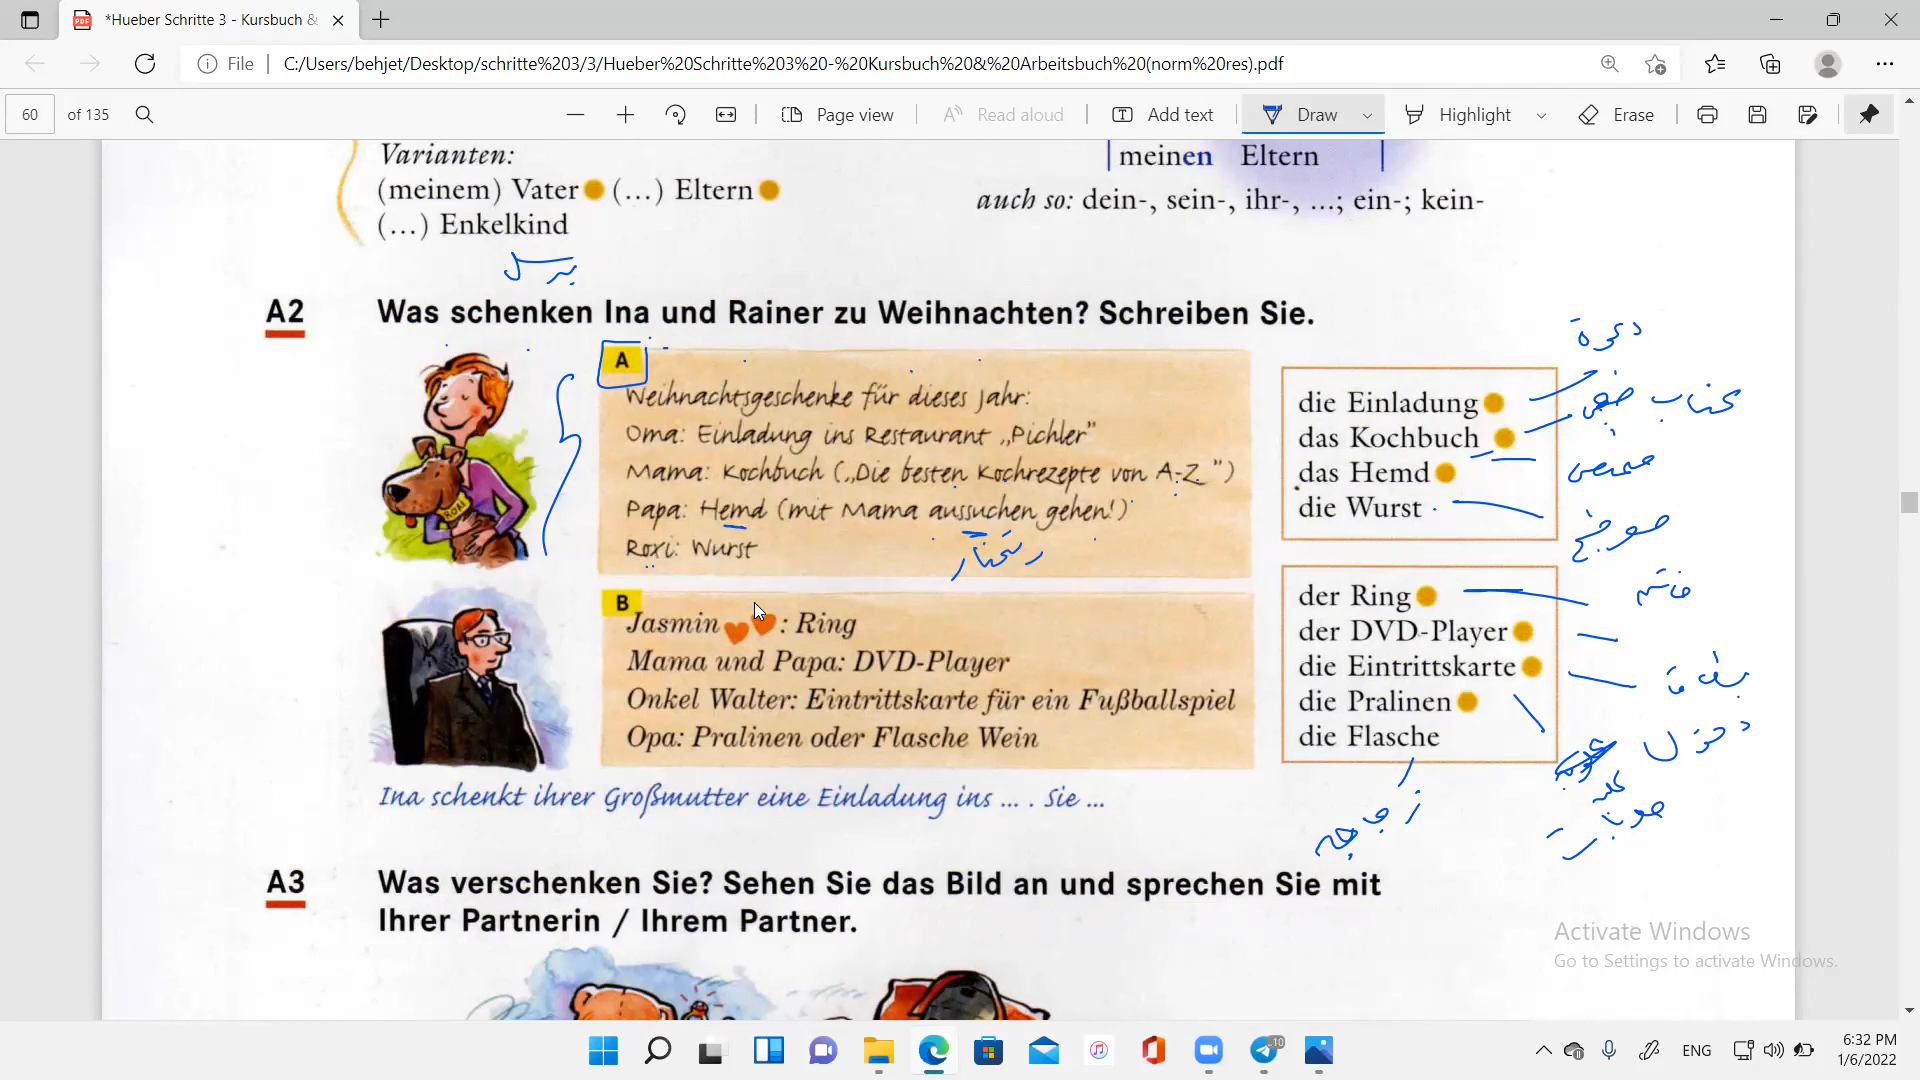 *Hueber Schritte 3 - Kursbuch &
File
C:/Users/behjet/Desktop/schritte%203/3/Hueber%20Schritte%203%20-%20Kursbuch%20&%20Arbeitsbuch%20(norm%20res).pdf
60 of 135
Page view
Read aloud
Add text
Draw
Highlight
Erase
Varianten:
(meinem) Vater (…) Eltern
(…) Enkelkind
meinen Eltern
auch so: dein-, sein-, ihr-, …; ein-; kein-
A2 Was schenken Ina und Rainer zu Weihnachten? Schreiben Sie.
A
Weihnachtsgeschenke für dieses Jahr:
Oma: Einladung ins Restaurant „Pichler“
Mama: Kochbuch („Die besten Kochrezepte von A-Z“)
Papa: Hemd (mit Mama aussuchen gehen!)
Roxi: Wurst
ROXI
die Einladung
das Kochbuch
das Hemd
die Wurst
دعوة
كتاب
قميص
B
Jasmin : Ring
Mama und Papa: DVD-Player
Onkel Walter: Eintrittskarte für ein Fußballspiel
Opa: Pralinen oder Flasche Wein
der Ring
der DVD-Player
die Eintrittskarte
die Pralinen
die Flasche
بطاقة
دخول
Ina schenkt ihrer Großmutter eine Einladung ins … . Sie …
A3 Was verschenken Sie? Sehen Sie das Bild an und sprechen Sie mit
Ihrer Partnerin / Ihrem Partner.
Activate Windows
Go to Settings to activate Windows.
10
ENG
6:32 PM
1/6/2022